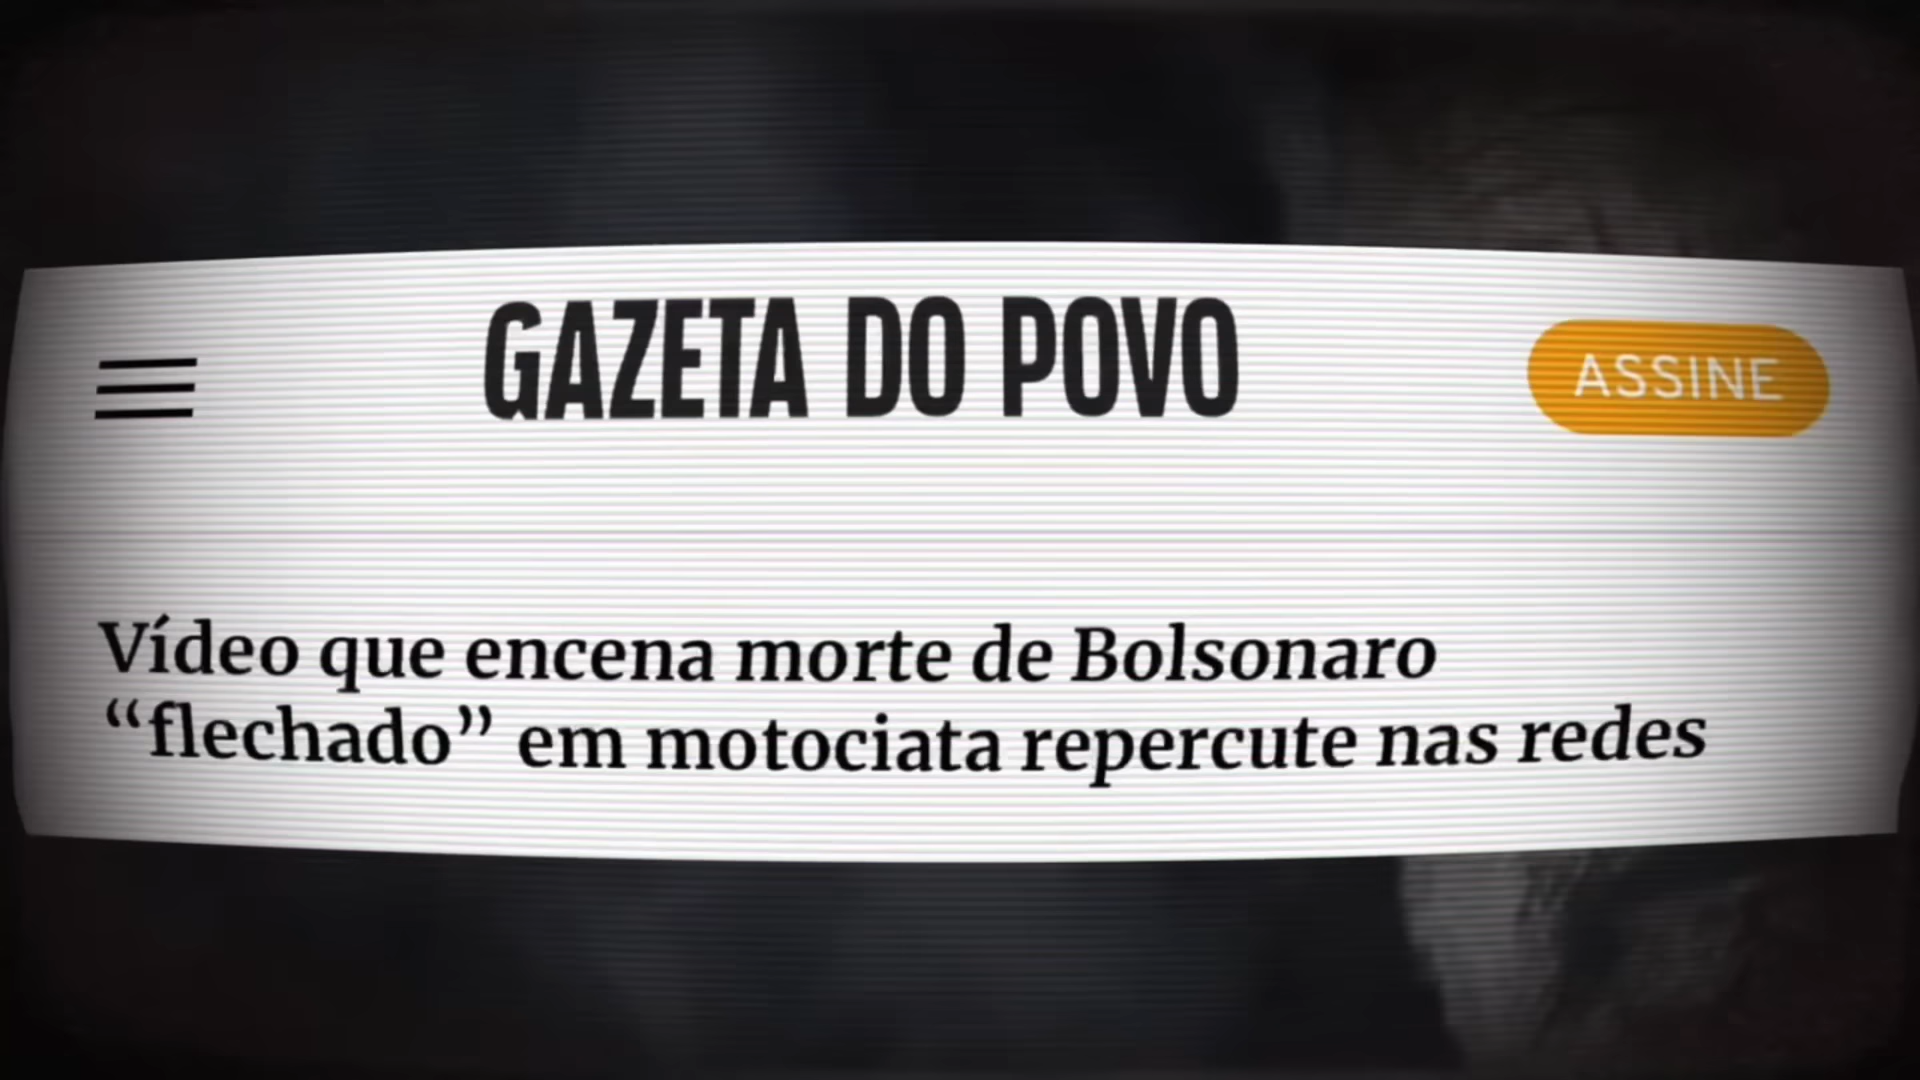 GAZETA DO POVO
ASSINE
Vídeo que encena morte de Bolsonaro
“flechado” em motociata repercute nas redes